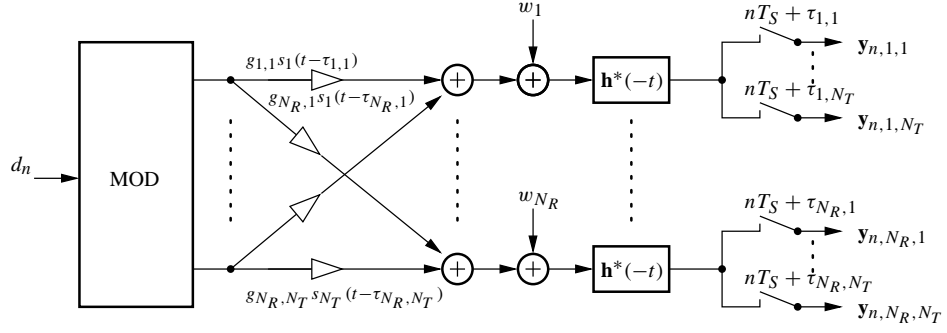 w_1
nT_S + τ_{1,1}
y_{n,1,1}
g_{1,1}s_1(t−τ_{1,1})
+
+
h*(−t)
g_{N_R,1}s_1(t−τ_{N_R,1})
nT_S + τ_{1,N_T}
y_{n,1,N_T}
d_n
MOD
w_{N_R}
nT_S + τ_{N_R,1}
y_{n,N_R,1}
+
+
h*(−t)
g_{N_R,N_T}s_{N_T}(t−τ_{N_R,N_T})
nT_S + τ_{N_R,N_T}
y_{n,N_R,N_T}